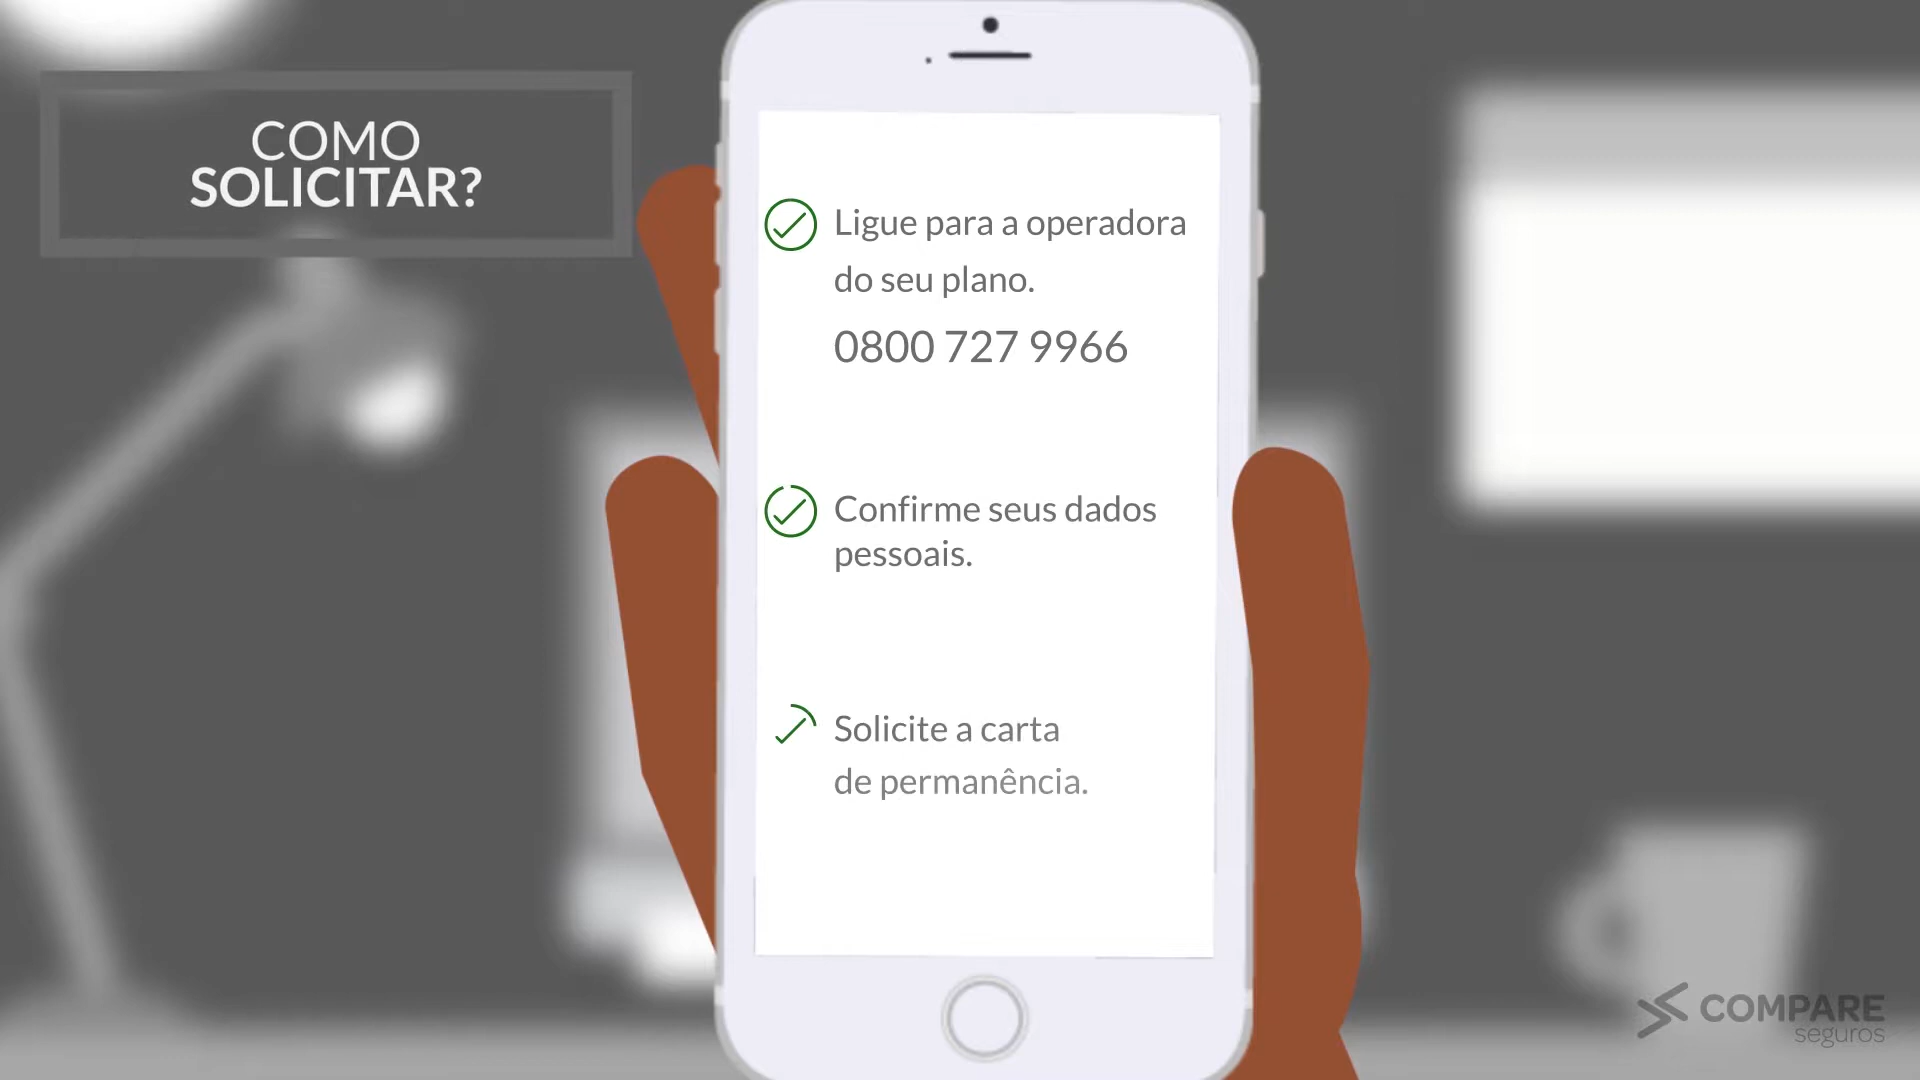 COMO
SOLICITAR?
Ligue para a operadora
do seu plano.
0800 727 9966
Confirme seus dados
pessoais.
Solicite a carta
de permanência.
COMPARE
seguros